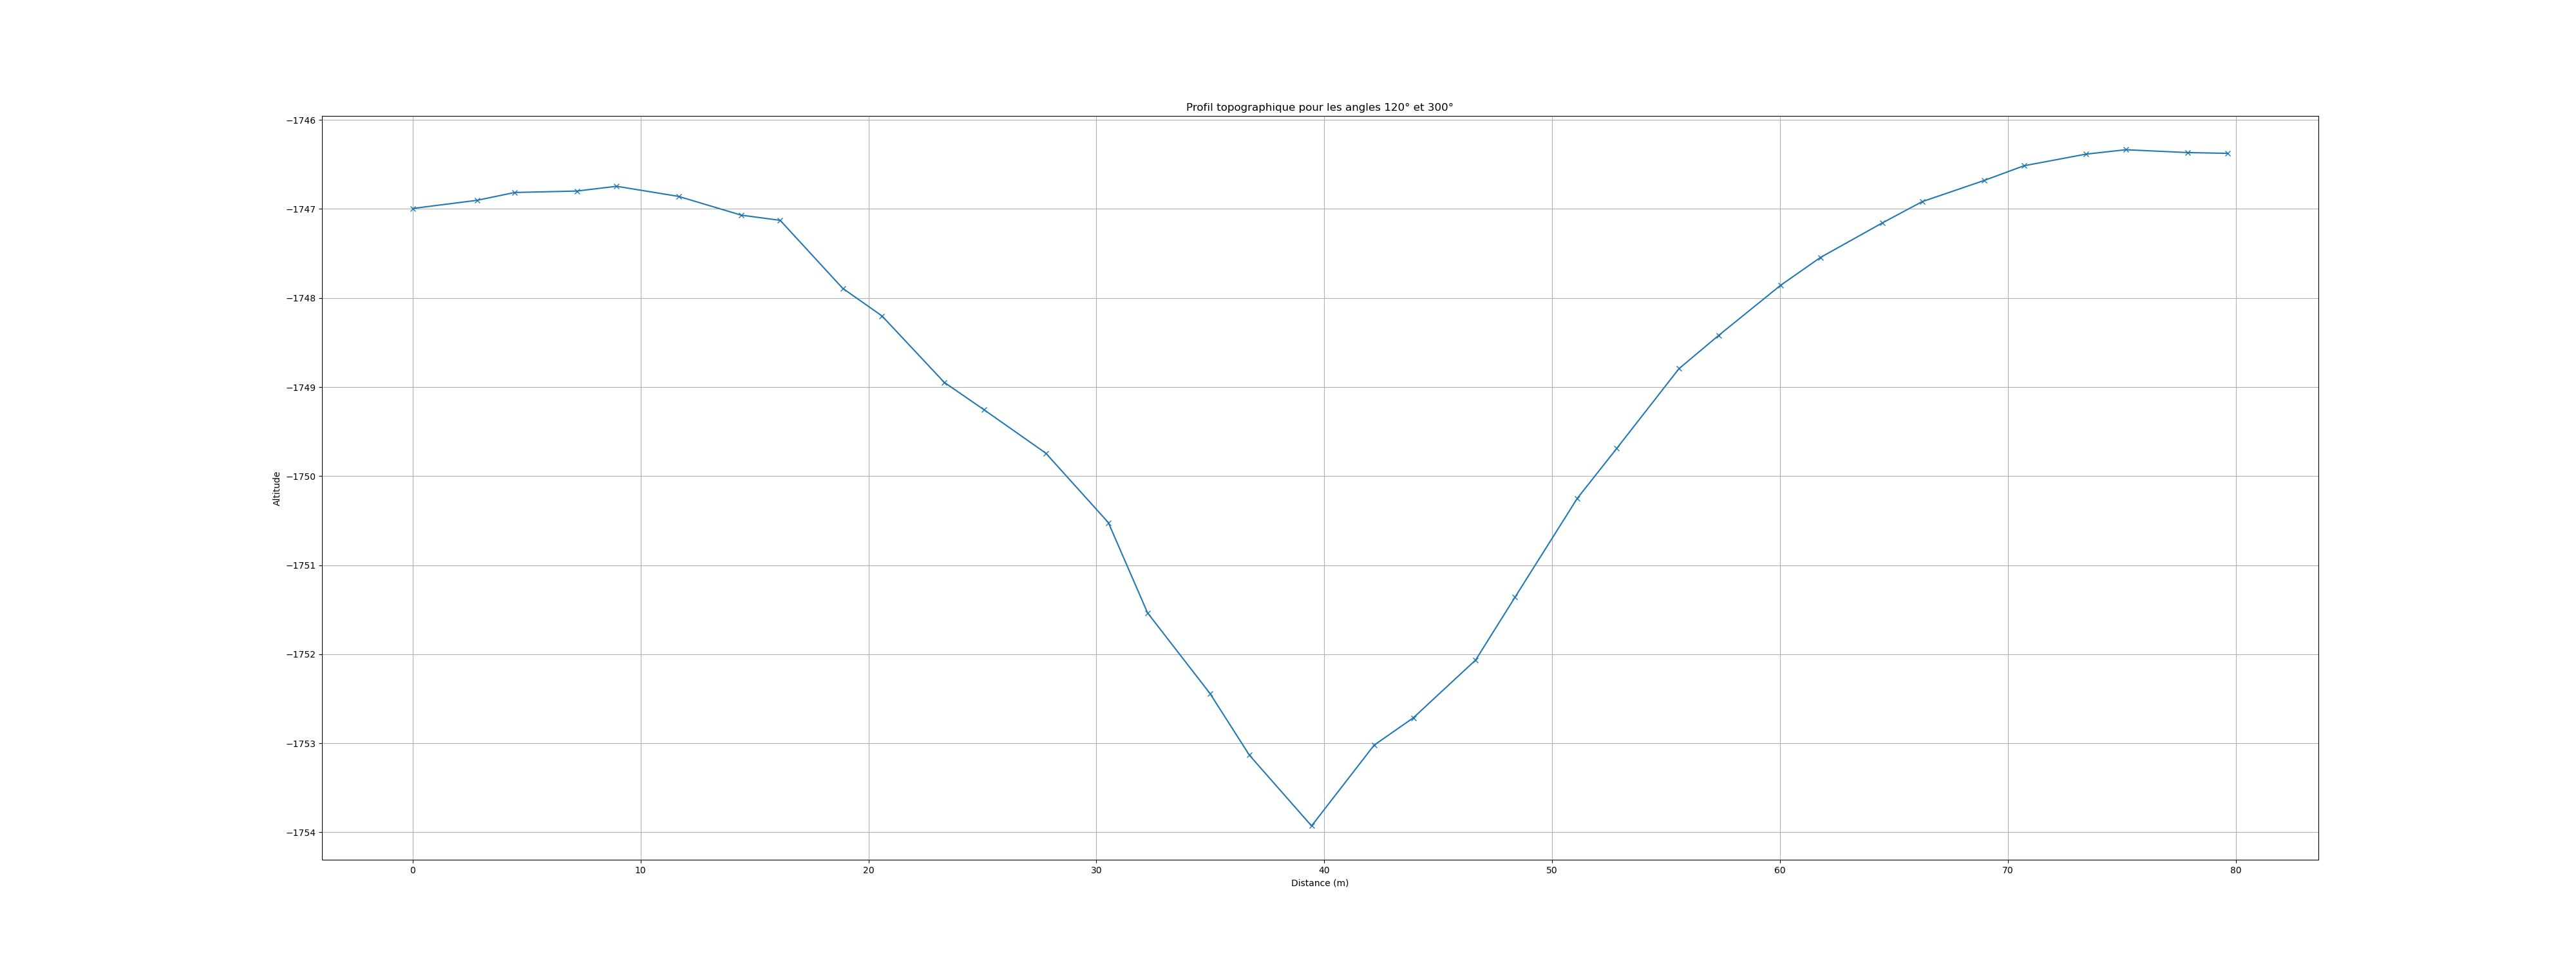 Profil topographique pour les angles 120° et 300°
−1746
−1747
−1748
−1749
−1750
−1751
−1752
−1753
−1754
Altitude
0 10 20 30 40 50 60 70 80
Distance (m)